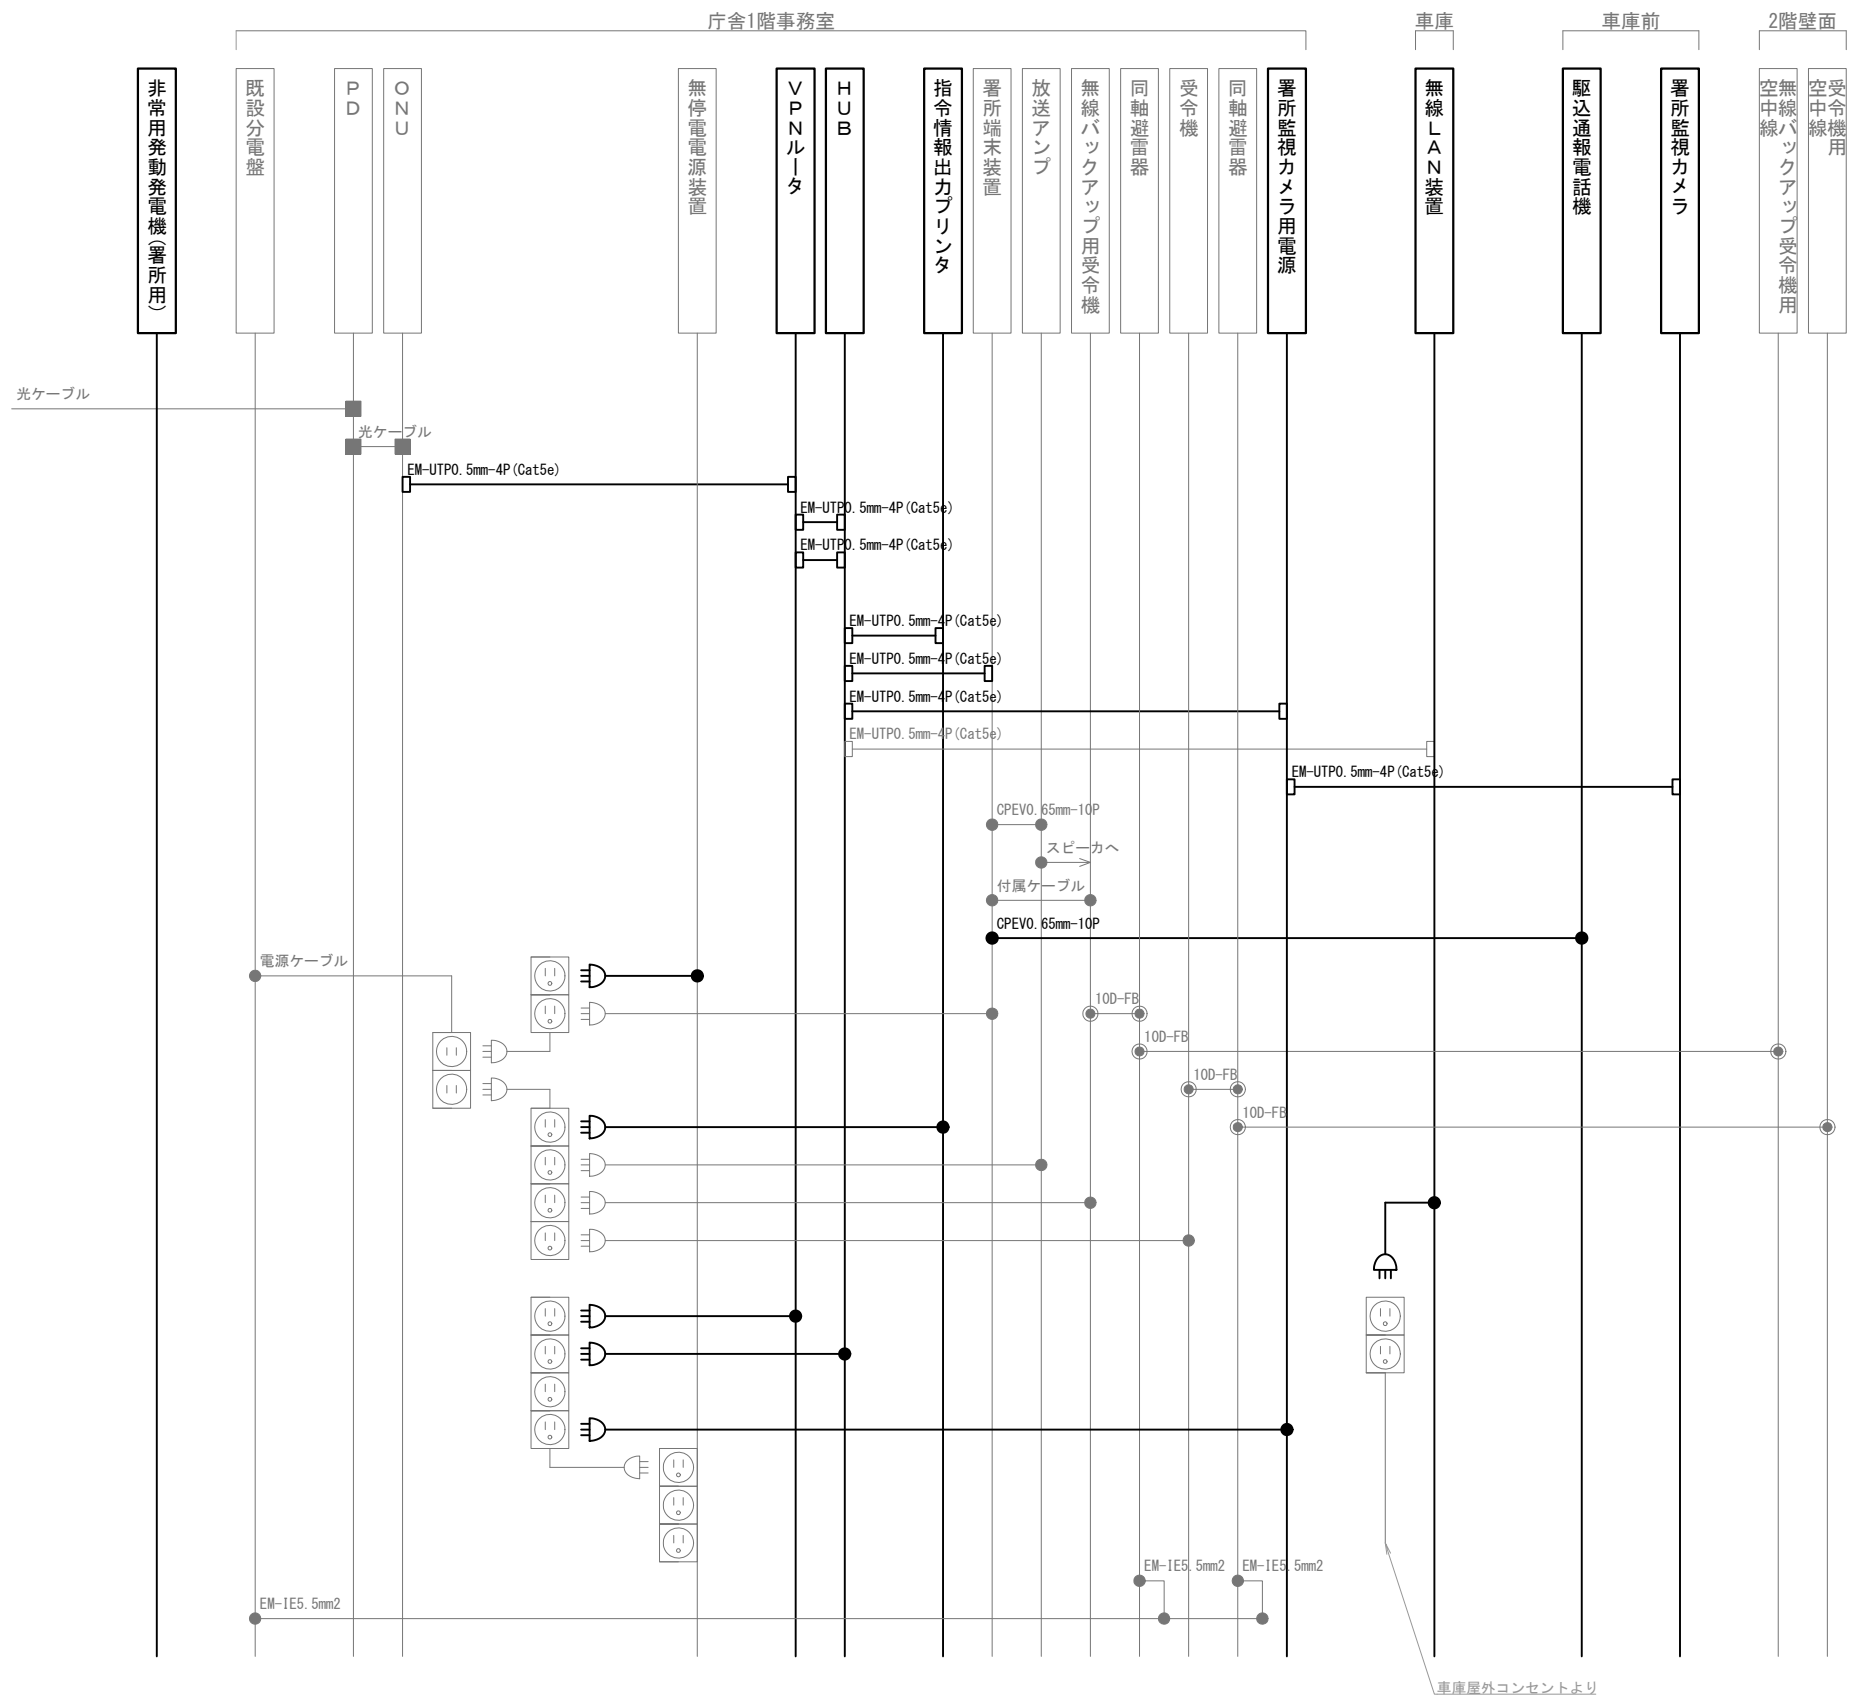 庁舎1階事務室
車庫
車庫前
2階壁面
非常用発動発電機(署所用)
既設分電盤
PD
ONU
無停電電源装置
VPNルータ
HUB
指令情報出力プリンタ
署所端末装置
放送アンプ
無線バックアップ用受令機
同軸避雷器
受令機
同軸避雷器
署所監視カメラ用電源
無線LAN装置
駆込通報電話機
署所監視カメラ
無線バックアップ受令機用
空中線
受令機用
空中線
光ケーブル
光ケーブル
EM-UTP0.5mm-4P(Cat5e)
EM-UTP0.5mm-4P(Cat5e)
EM-UTP0.5mm-4P(Cat5e)
EM-UTP0.5mm-4P(Cat5e)
EM-UTP0.5mm-4P(Cat5e)
EM-UTP0.5mm-4P(Cat5e)
EM-UTP0.5mm-4P(Cat5e)
EM-UTP0.5mm-4P(Cat5e)
CPEV0.65mm-10P
スピーカへ
付属ケーブル
CPEV0.65mm-10P
電源ケーブル
10D-FB
10D-FB
10D-FB
10D-FB
EM-IE5.5mm2
EM-IE5.5mm2
EM-IE5.5mm2
車庫屋外コンセントより